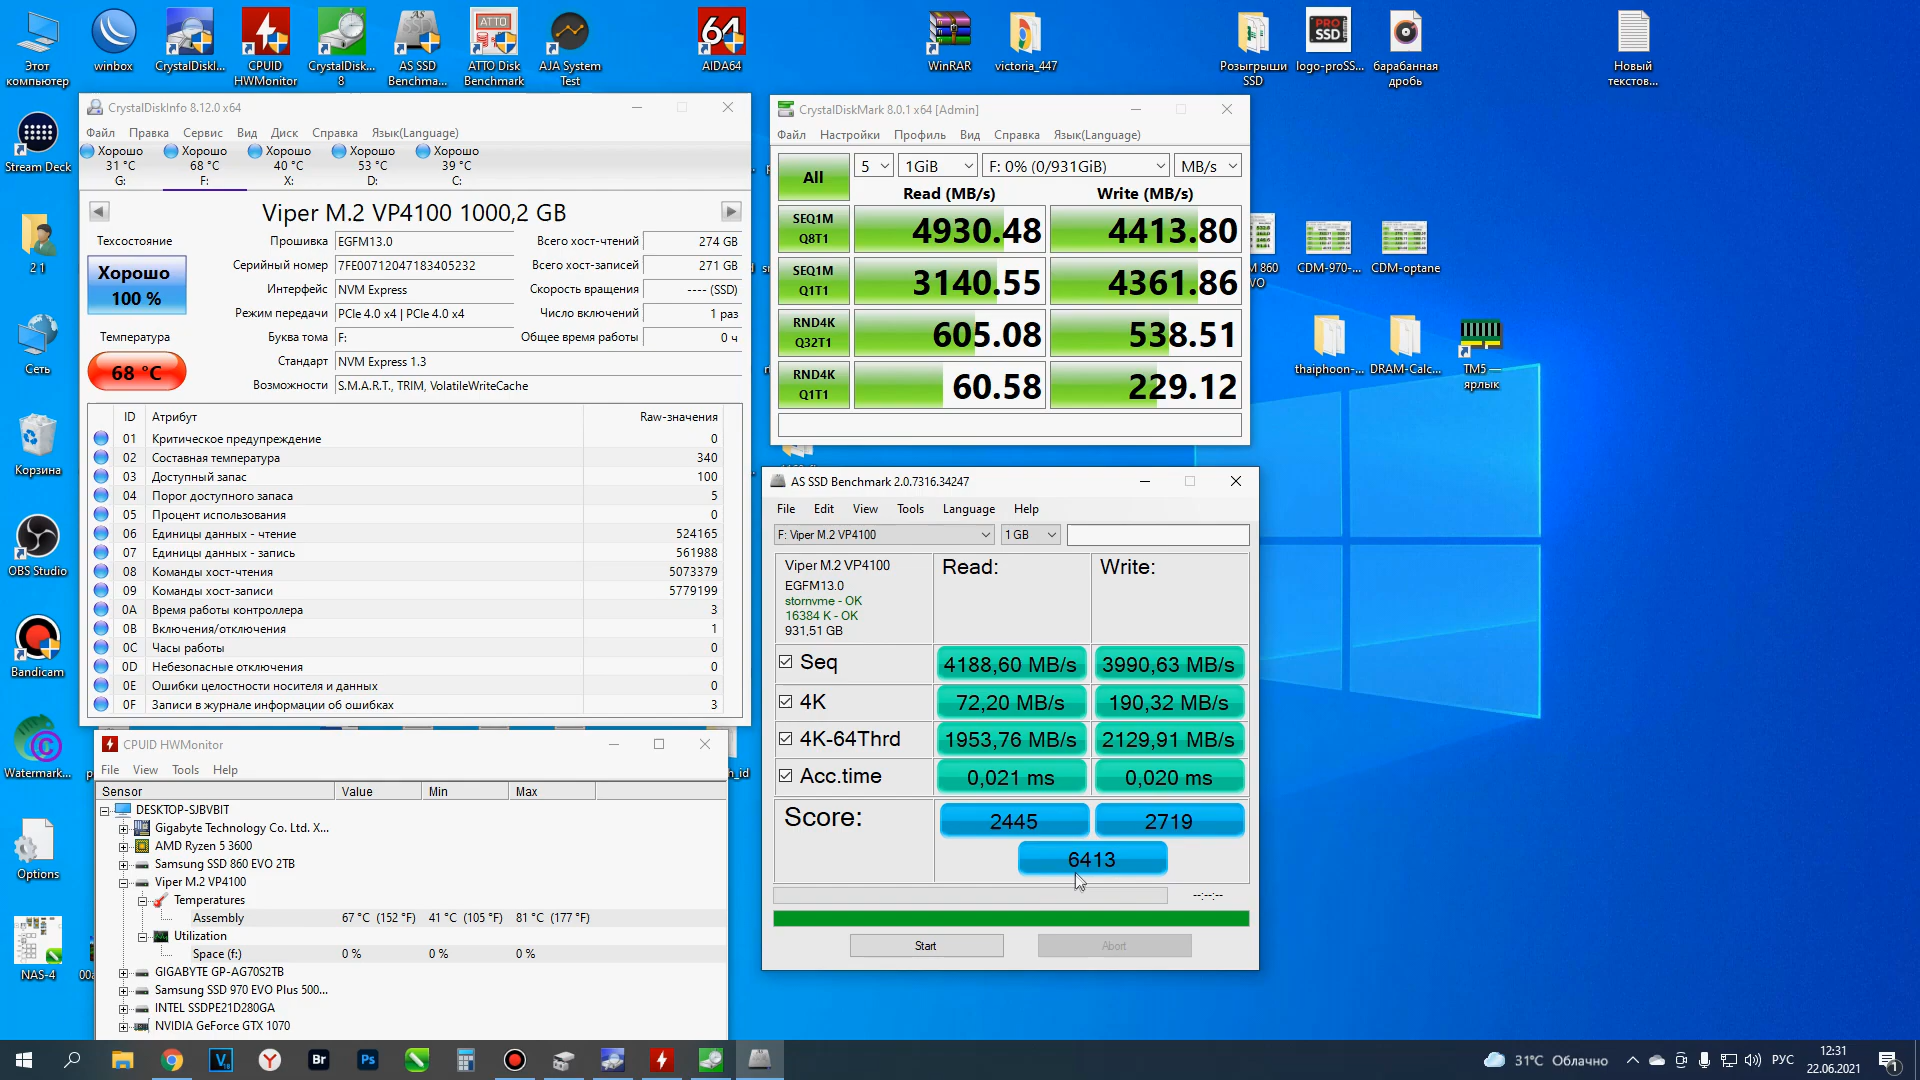 Этот компьютер
winbox
CrystalDiskI...
CPUID HWMonitor
CrystalDisk... 8
AS SSD Benchma...
ATTO Disk Benchmark
AJA System Test
AIDA64
WinRAR
victoria_447
Розыгрыши SSD
logo-proSS...
барабанная дробь
Новый текстов...
Stream Deck
2 1
Сеть
Корзина
OBS Studio
Bandicam
Watermark...
Options
NAS-4
CDM-970-...
CDM-optane
thaiphoon-...
DRAM-Calc...
TM5 — ярлык
CrystalDiskInfo 8.12.0 x64
Файл Правка Сервис Вид Диск Справка Язык(Language)
Хорошо Хорошо Хорошо Хорошо Хорошо
31 °C 68 °C 40 °C 53 °C 39 °C
G: F: X: D: C:
Viper M.2 VP4100 1000,2 GB
Техсостояние
Хорошо
100 %
Температура
68 °C
Прошивка EGFM13.0
Серийный номер 7FE00712047183405232
Интерфейс NVM Express
Режим передачи PCIe 4.0 x4 | PCIe 4.0 x4
Буква тома F:
Стандарт NVM Express 1.3
Возможности S.M.A.R.T., TRIM, VolatileWriteCache
Всего хост-чтений 274 GB
Всего хост-записей 271 GB
Скорость вращения ---- (SSD)
Число включений 1 раз
Общее время работы 0 ч
ID Атрибут Raw-значения
01 Критическое предупреждение 0
02 Составная температура 340
03 Доступный запас 100
04 Порог доступного запаса 5
05 Процент использования 0
06 Единицы данных - чтение 524165
07 Единицы данных - запись 561988
08 Команды хост-чтения 5073379
09 Команды хост-записи 5779199
0A Время работы контроллера 3
0B Включения/отключения 1
0C Часы работы 0
0D Небезопасные отключения 0
0E Ошибки целостности носителя и данных 0
0F Записи в журнале информации об ошибках 3
CPUID HWMonitor
File View Tools Help
Sensor Value Min Max
DESKTOP-SJBVBIT
Gigabyte Technology Co. Ltd. X...
AMD Ryzen 5 3600
Samsung SSD 860 EVO 2TB
Viper M.2 VP4100
Temperatures
Assembly 67 °C (152 °F) 41 °C (105 °F) 81 °C (177 °F)
Utilization
Space (f:) 0 % 0 % 0 %
GIGABYTE GP-AG70S2TB
Samsung SSD 970 EVO Plus 500...
INTEL SSDPE21D280GA
NVIDIA GeForce GTX 1070
CrystalDiskMark 8.0.1 x64 [Admin]
Файл Настройки Профиль Вид Справка Язык(Language)
All 5 1GiB F: 0% (0/931GiB) MB/s
Read (MB/s) Write (MB/s)
SEQ1M Q8T1 4930.48 4413.80
SEQ1M Q1T1 3140.55 4361.86
RND4K Q32T1 605.08 538.51
RND4K Q1T1 60.58 229.12
AS SSD Benchmark 2.0.7316.34247
File Edit View Tools Language Help
F: Viper M.2 VP4100 1 GB
Viper M.2 VP4100
EGFM13.0
stornvme - OK
16384 K - OK
931,51 GB
Read: Write:
Seq 4188,60 MB/s 3990,63 MB/s
4K 72,20 MB/s 190,32 MB/s
4K-64Thrd 1953,76 MB/s 2129,91 MB/s
Acc.time 0,021 ms 0,020 ms
Score: 2445 2719
6413
--:--:--
Start Abort
31°C Облачно
РУС
12:31
22.06.2021